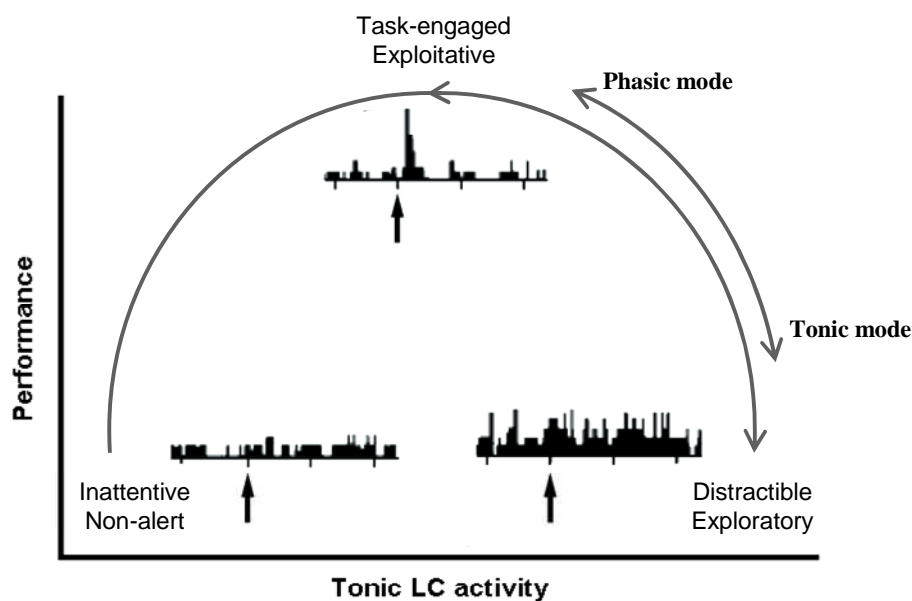 Task-engaged
Exploitative
Phasic mode
Performance
Tonic mode
Inattentive
Non-alert
Distractible
Exploratory
Tonic LC activity